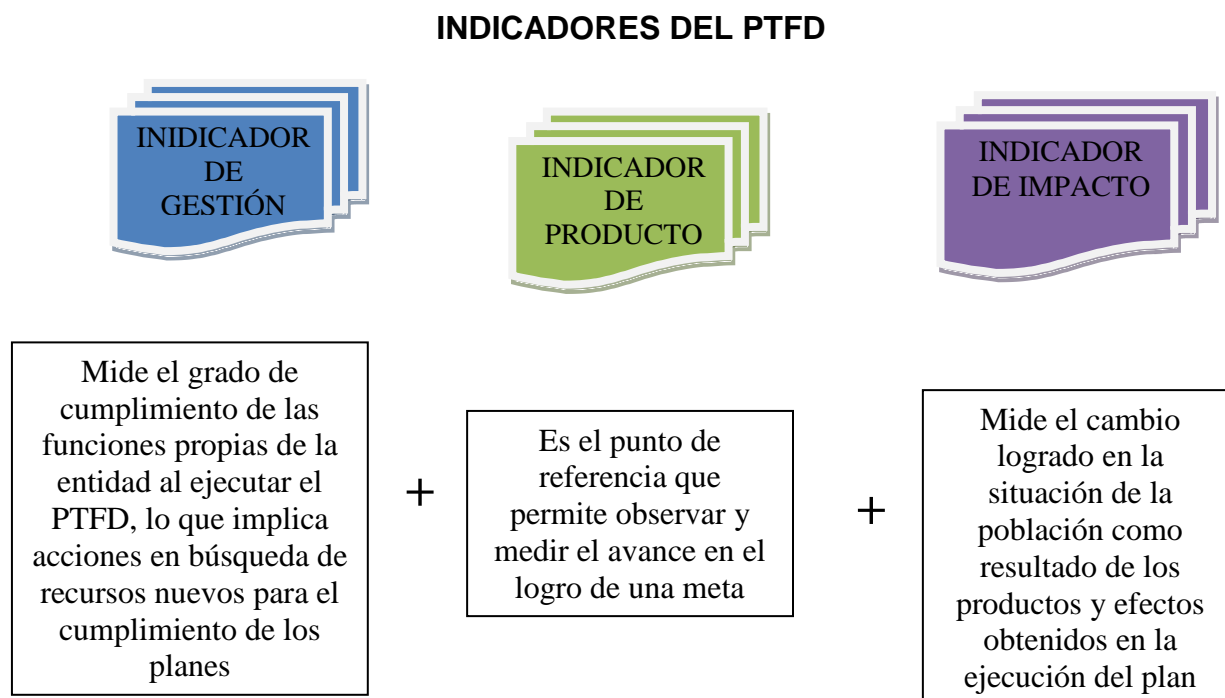 INDICADORES DEL PTFD
INIDICADOR
DE
GESTIÓN
INDICADOR
DE
PRODUCTO
INDICADOR
DE IMPACTO
Mide el grado de
cumplimiento de las
funciones propias de la
entidad al ejecutar el
PTFD, lo que implica
acciones en búsqueda de
recursos nuevos para el
cumplimiento de los
planes
+
Es el punto de
referencia que
permite observar y
medir el avance en el
logro de una meta
+
Mide el cambio
logrado en la
situación de la
población como
resultado de los
productos y efectos
obtenidos en la
ejecución del plan